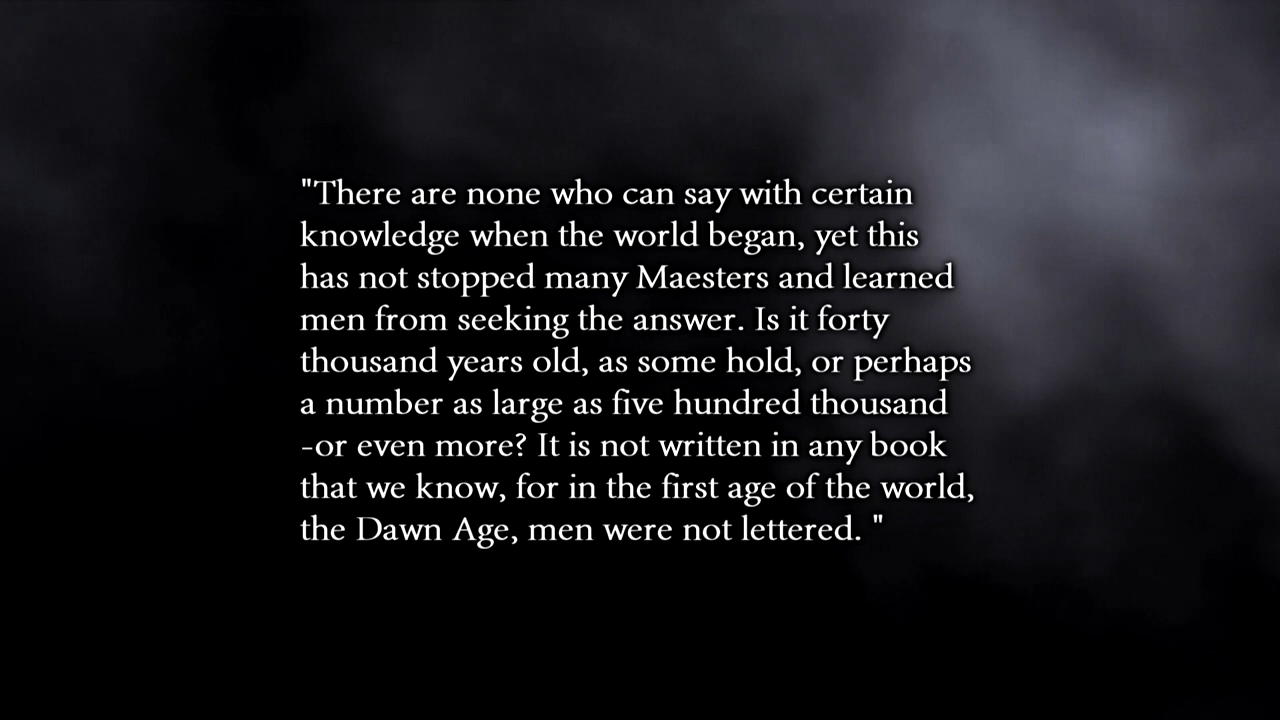 "There are none who can say with certain
knowledge when the world began, yet this
has not stopped many Maesters and learned
men from seeking the answer. Is it forty
thousand years old, as some hold, or perhaps
a number as large as five hundred thousand
-or even more? It is not written in any book
that we know, for in the first age of the world,
the Dawn Age, men were not lettered. "